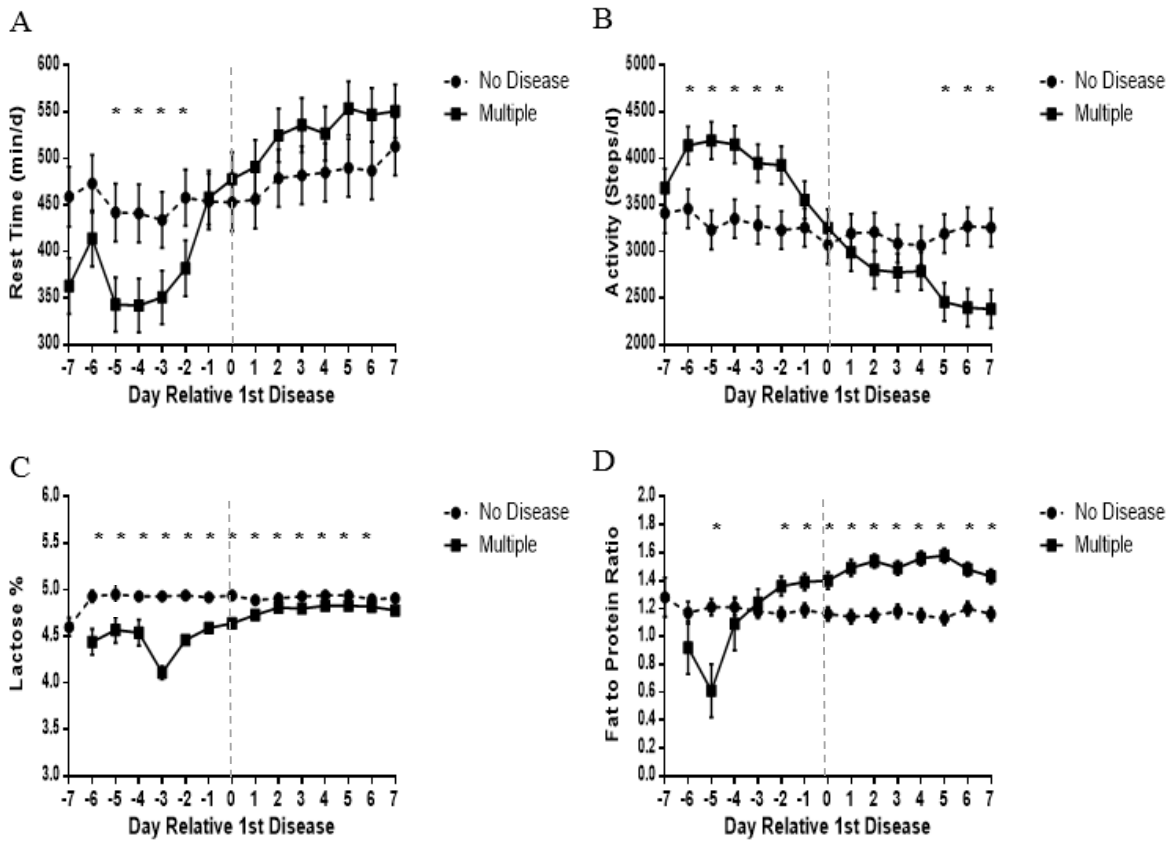 A
600
550
500
450
400
350
300
Rest Time (min/d)
* * * *
No Disease
Multiple
-7 -6 -5 -4 -3 -2 -1 0 1 2 3 4 5 6 7
Day Relative 1st Disease
B
5000
4500
4000
3500
3000
2500
2000
Activity (Steps/d)
* * * * * * * *
No Disease
Multiple
-7 -6 -5 -4 -3 -2 -1 0 1 2 3 4 5 6 7
Day Relative 1st Disease
C
6.0
5.5
5.0
4.5
4.0
3.5
3.0
Lactose %
* * * * * * * * * * * * *
No Disease
Multiple
-7 -6 -5 -4 -3 -2 -1 0 1 2 3 4 5 6 7
Day Relative 1st Disease
D
2.0
1.8
1.6
1.4
1.2
1.0
0.8
0.6
0.4
0.2
0.0
Fat to Protein Ratio
* * * * * * * * * * *
No Disease
Multiple
-7 -6 -5 -4 -3 -2 -1 0 1 2 3 4 5 6 7
Day Relative 1st Disease